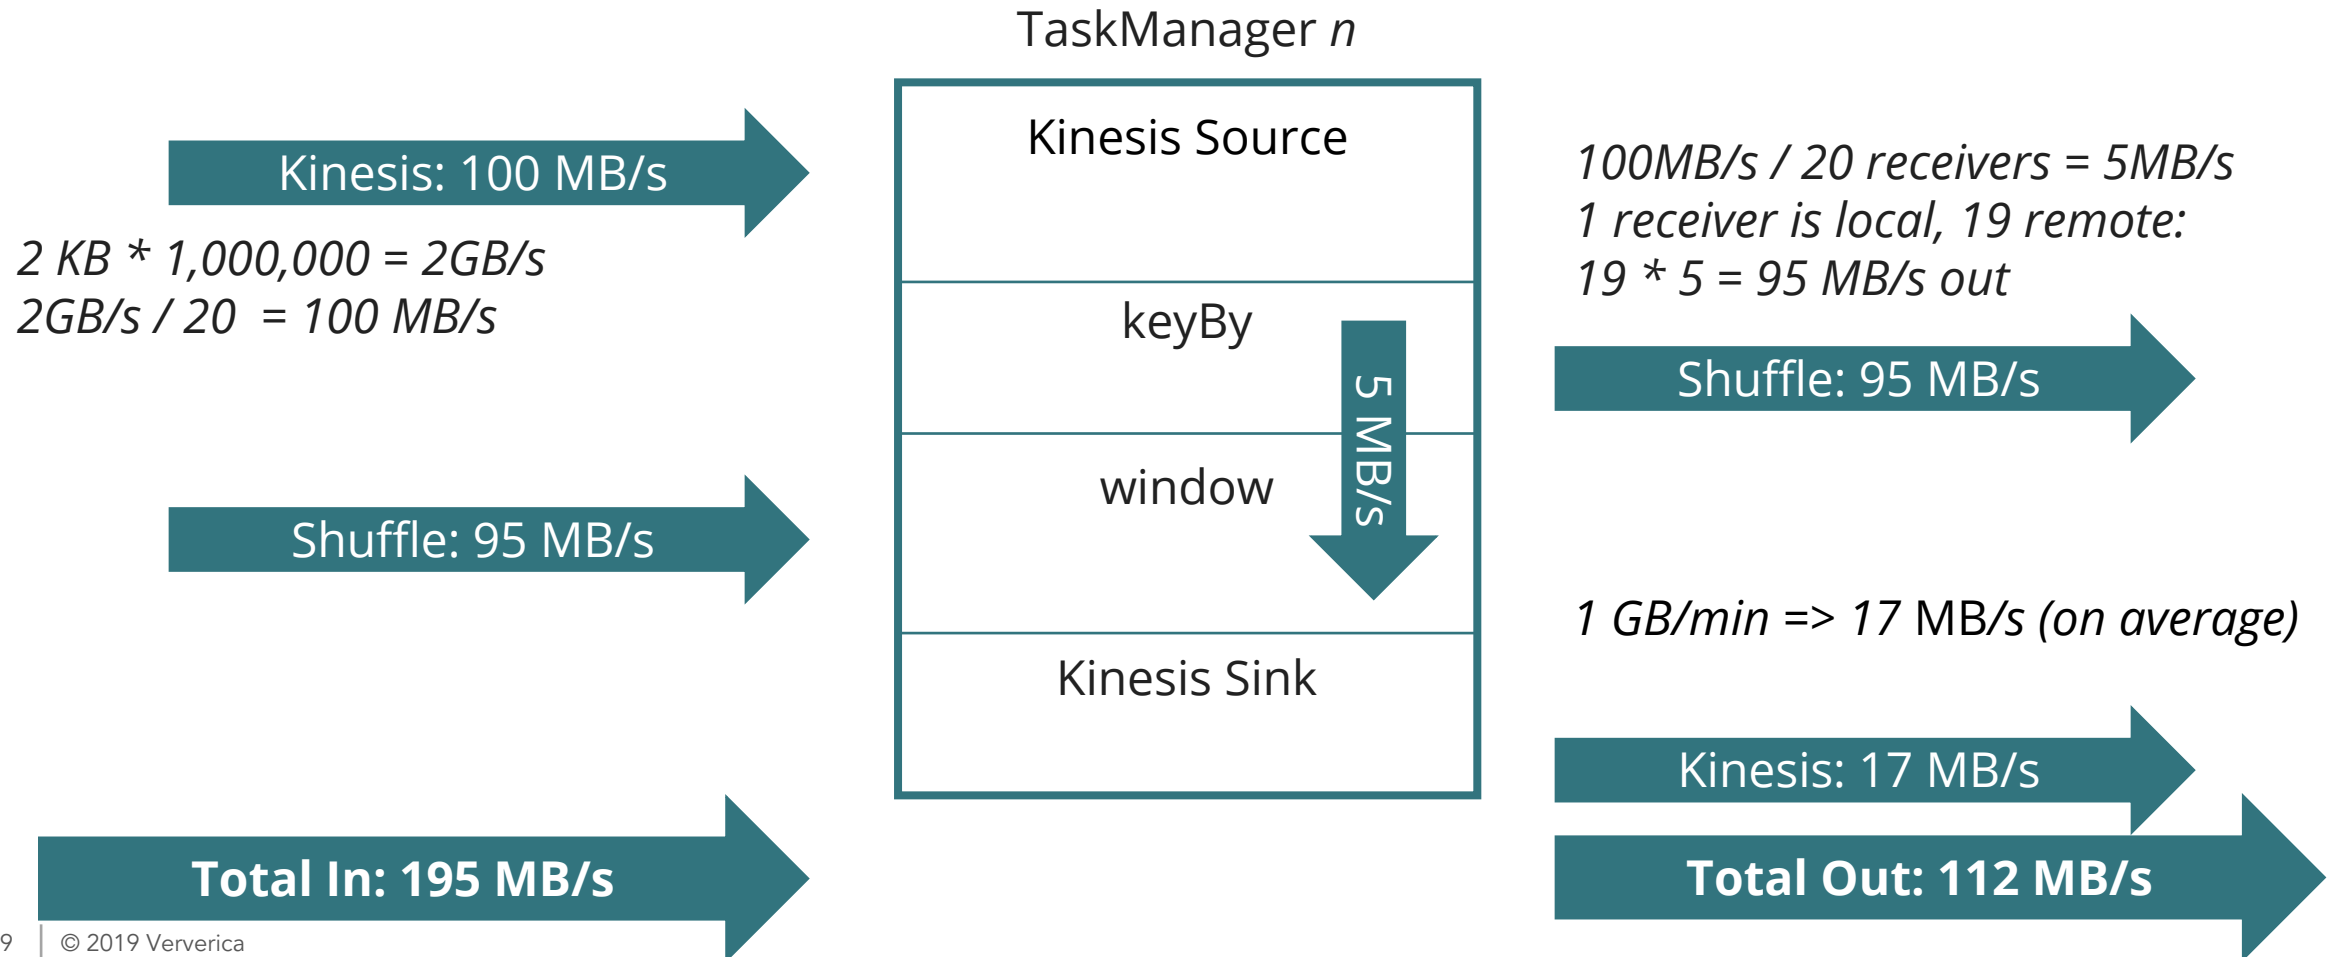 TaskManager n
Kinesis: 100 MB/s
2 KB * 1,000,000 = 2GB/s
2GB/s / 20 = 100 MB/s
Shuffle: 95 MB/s
Total In: 195 MB/s
Kinesis Source
keyBy
5 MB/s
window
Kinesis Sink
100MB/s / 20 receivers = 5MB/s
1 receiver is local, 19 remote:
19 * 5 = 95 MB/s out
Shuffle: 95 MB/s
1 GB/min => 17 MB/s (on average)
Kinesis: 17 MB/s
Total Out: 112 MB/s
9 | © 2019 Ververica